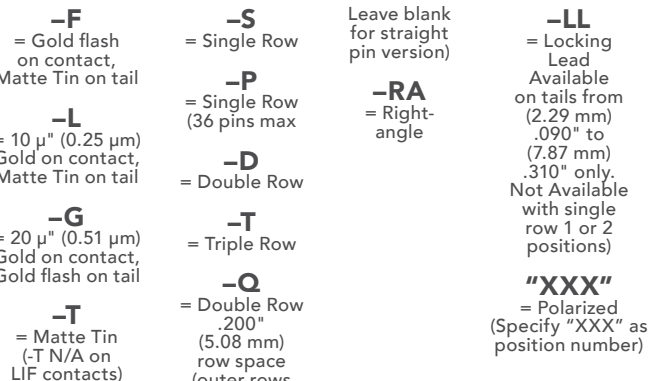 –F
= Gold flash
on contact,
Matte Tin on tail
–L
= 10 µ" (0.25 µm)
Gold on contact,
Matte Tin on tail
–G
= 20 µ" (0.51 µm)
Gold on contact,
Gold flash on tail
–T
= Matte Tin
(-T N/A on
LIF contacts)
–S
= Single Row
–P
= Single Row
(36 pins max
–D
= Double Row
–T
= Triple Row
–Q
= Double Row
.200"
(5.08 mm)
row space
(outer rows
Leave blank
for straight
pin version)
–RA
= Right-
angle
–LL
= Locking
Lead
Available
on tails from
(2.29 mm)
.090" to
(7.87 mm)
.310" only.
Not Available
with single
row 1 or 2
positions)
“XXX”
= Polarized
(Specify “XXX” as
position number)